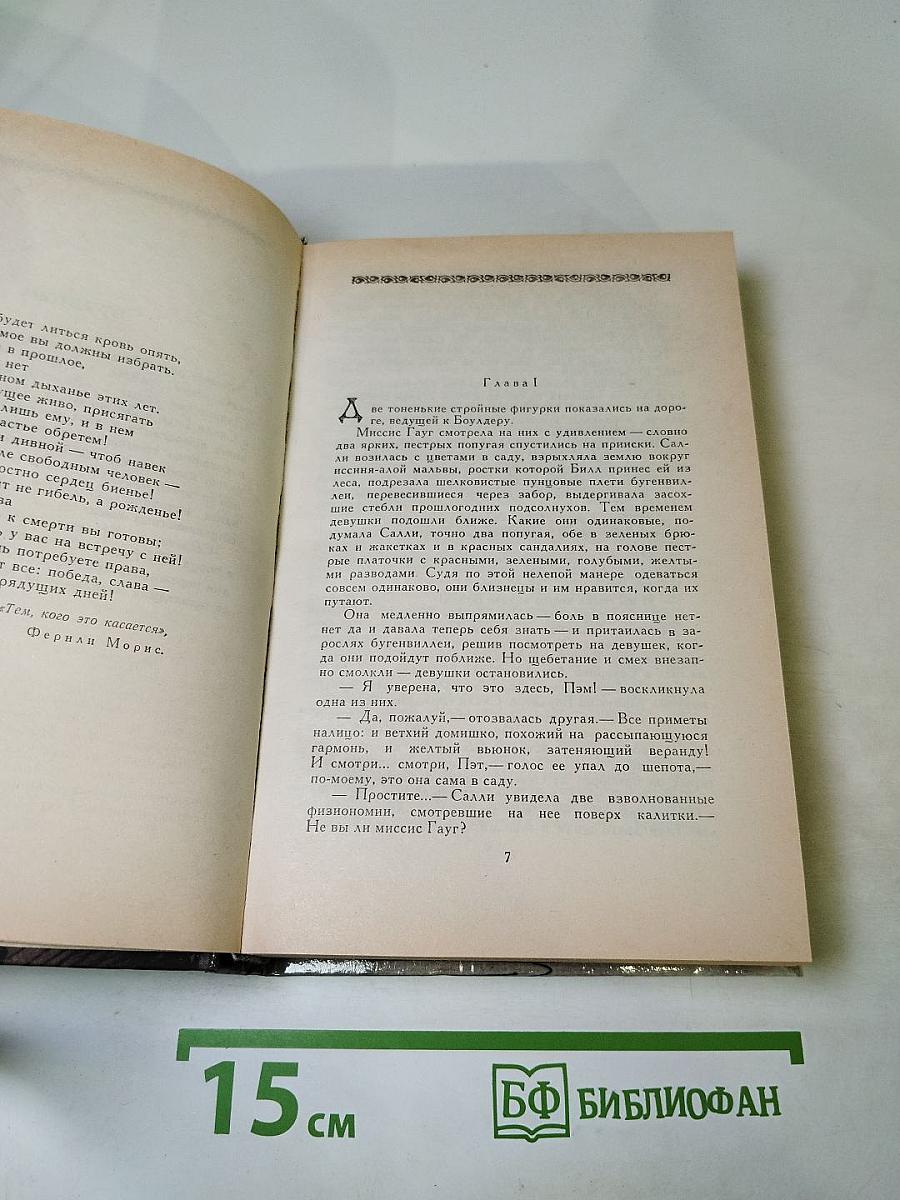 будет литься кровь опять,
мое вы должны избрать.
в прошлое,
нет
ном дыханье этих лет.
ущее живо, присягать
лишь ему, и в нем
частье обретем!
и дивной — чтоб навек
ле свободным человек —
остно сердец биенье!
ит не гибель, а рожденье!
ва
к смерти вы готовы;
ь у вас на встречу с ней!
нь потребуете права,
т все: победа, слава —
рядущих дней!
«Тем, кого это касается»,
Фернли Морис.
Глава I
Две тоненькие стройные фигурки показались на доро-
ге, ведущей к Боулдеру.
Миссис Гауг смотрела на них с удивлением — словно
два ярких, пестрых попугая спустились на прииски. Сал-
ли возилась с цветами в саду, взрыхляла землю вокруг
иссиня-алой мальвы, ростки которой Билл принес ей из
леса, подрезала шелковистые пунцовые плети бугенвил-
леи, перевесившиеся через забор, выдергивала засох-
шие стебли прошлогодних подсолнухов. Тем временем
девушки подошли ближе. Какие они одинаковые, по-
думала Салли, точно два попугая, обе в зеленых брю-
ках и жакетках и в красных сандалиях, на голове пест-
рые платочки с красными, зелеными, голубыми, желты-
ми разводами. Судя по этой нелепой манере одеваться
совсем одинаково, они близнецы и им нравится, когда их
путают.
Она медленно выпрямилась — боль в пояснице нет-
нет да и давала теперь себя знать — и притаилась в за-
рослях бугенвиллеи, решив посмотреть на девушек, ког-
да они подойдут поближе. Но щебетание и смех внезап-
но смолкли — девушки остановились.
— Я уверена, что это здесь, Пэм! — воскликнула
одна из них.
— Да, пожалуй,— отозвалась другая.— Все приметы
налицо: и ветхий домишко, похожий на рассыпающуюся
гармонь, и желтый вьюнок, затеняющий веранду!
И смотри... смотри, Пэт,— голос ее упал до шепота,—
по-моему, это она сама в саду.
— Простите...— Салли увидела две взволнованные
физиономии, смотревшие на нее поверх калитки.—
Не вы ли миссис Гауг?
7
15 см
БФ БИБЛИОФАН